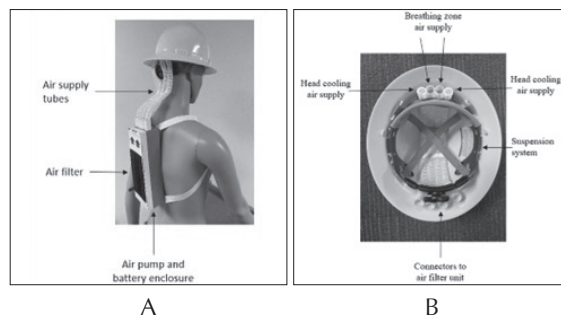 Air supply
tubes
Air filter
Air pump and
battery enclosure
A
Breathing zone
air supply
Head cooling
air supply
Head cooling
air supply
Suspension
system
Connectors to
air filter unit
B